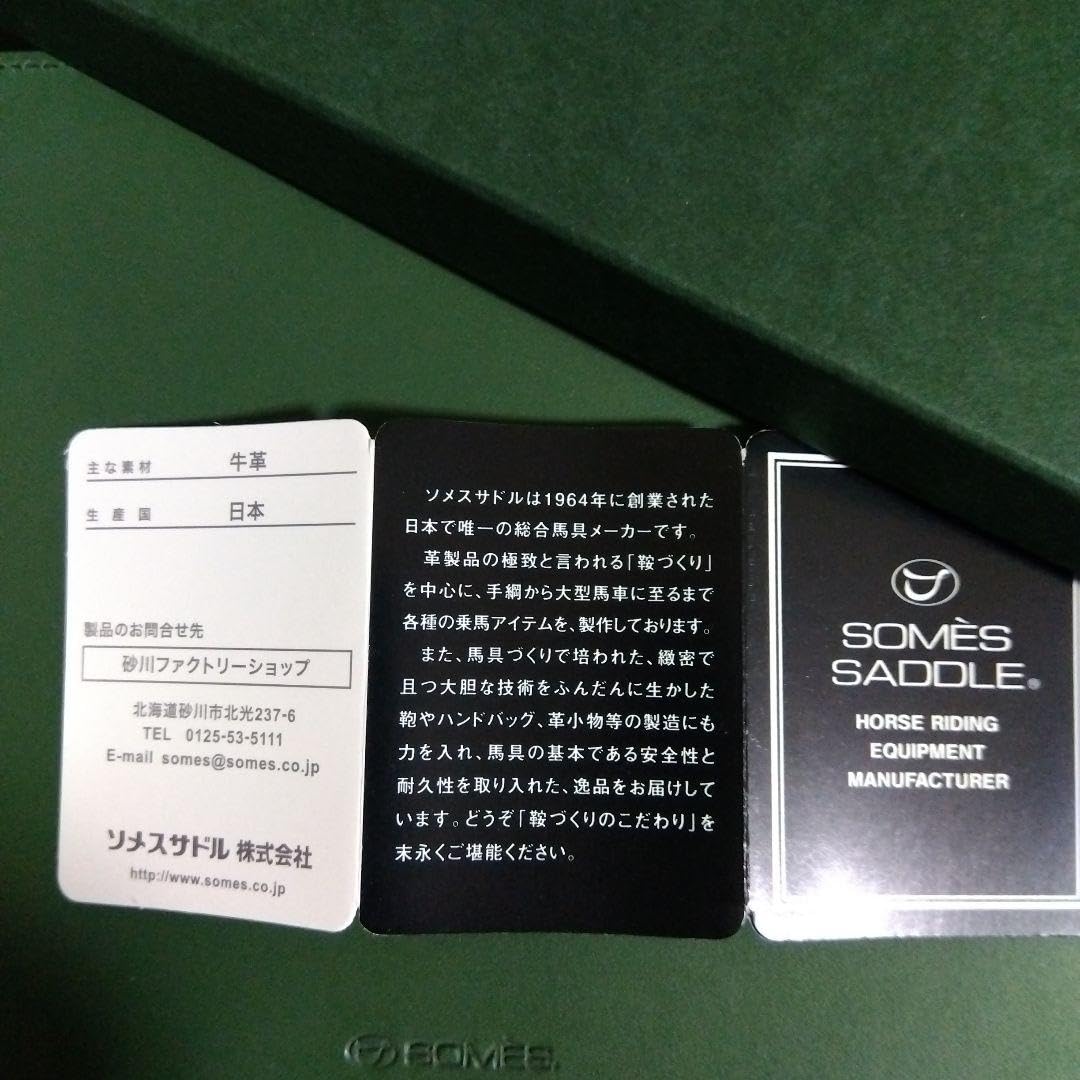 主な素材 牛革
生産国 日本
製品のお問合せ先
砂川ファクトリーショップ
北海道砂川市北光237-6
TEL 0125-53-5111
E-mail somes@somes.co.jp
ソメスサドル 株式会社
http://www.somes.co.jp
ソメスサドルは1964年に創業された
日本で唯一の総合馬具メーカーです。
革製品の極致と言われる「鞍づくり」
を中心に、手綱から大型馬車に至るまで
各種の乗馬アイテムを、製作しております。
また、馬具づくりで培われた、緻密で
且つ大胆な技術をふんだんに生かした
鞄やハンドバッグ、革小物等の製造にも
力を入れ、馬具の基本である安全性と
耐久性を取り入れた、逸品をお届けして
います。どうぞ「鞍づくりのこだわり」を
末永くご堪能ください。
SOMÈS
SADDLE®
HORSE RIDING
EQUIPMENT
MANUFACTURER
SOMÈS.